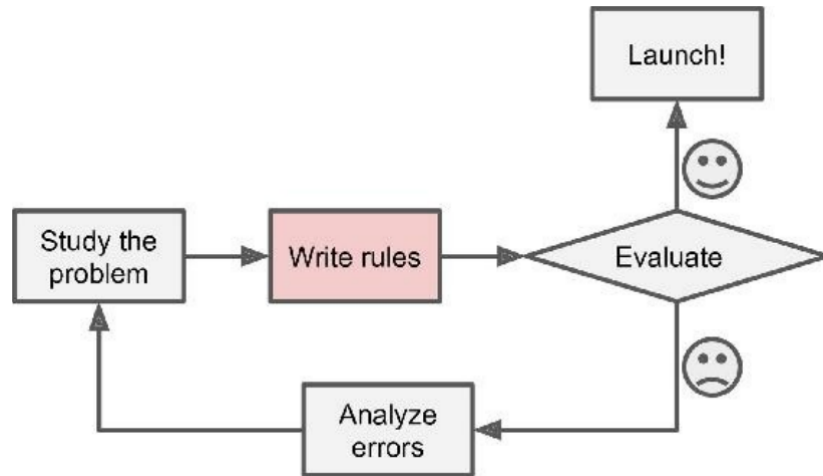 Launch!
Study the
problem
Write rules
Evaluate
Analyze
errors